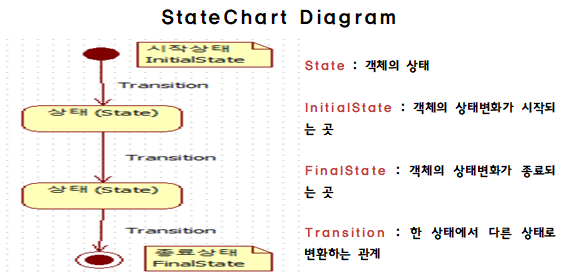 StateChart Diagram
시작상태
InitialState
Transition
상태 (State)
Transition
상태 (State)
Transition
종료상태
FinalState
State : 객체의 상태
InitialState : 객체의 상태변화가 시작되
는 곳
FinalState : 객체의 상태변화가 종료되
는 곳
Transition : 한 상태에서 다른 상태로
변환하는 관계